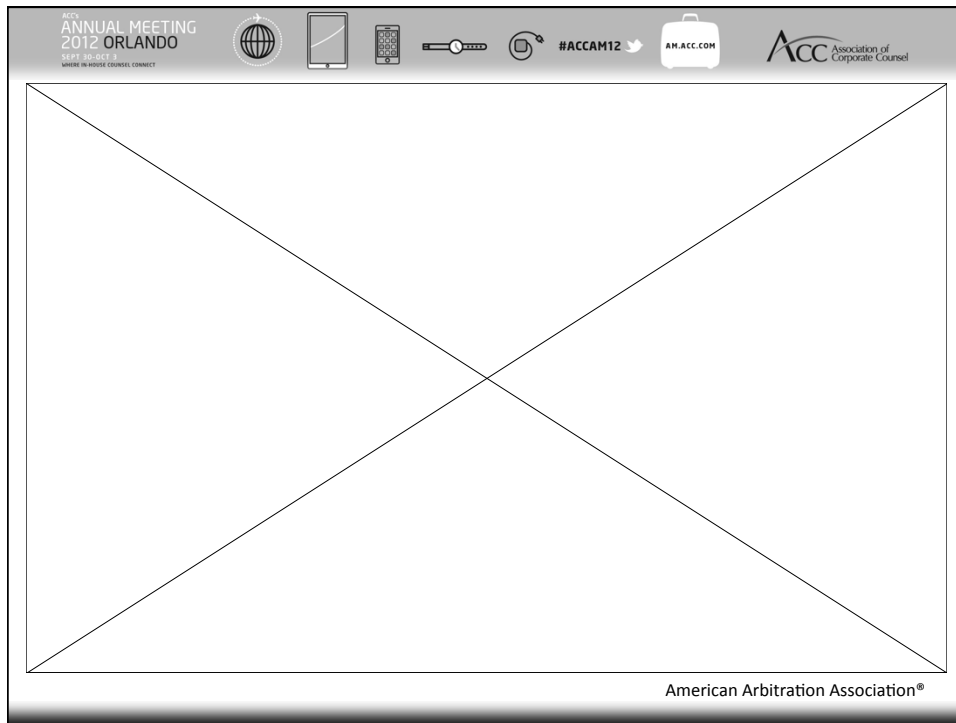 ACC's
ANNUAL MEETING
2012 ORLANDO
SEPT 30-OCT 3
WHERE IN-HOUSE COUNSEL CONNECT
#ACCAM12
AM.ACC.COM
ACC Association of
Corporate Counsel
American Arbitration Association®